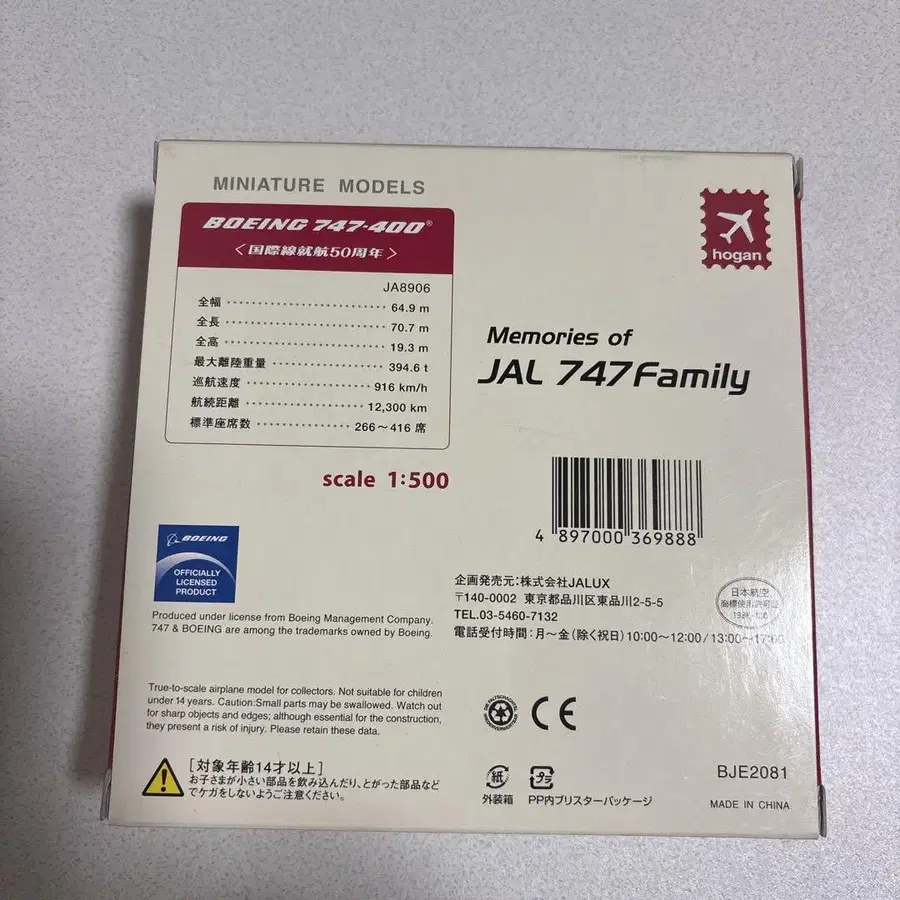 MINIATURE MODELS
BOEING 747-400®
〈国際線就航50周年〉
JA8906
全幅 64.9 m
全長 70.7 m
全高 19.3 m
最大離陸重量 394.6 t
巡航速度 916 km/h
航続距離 12,300 km
標準座席数 266～416 席
scale 1:500
hogan
Memories of
JAL 747Family
4 897000 369888
BOEING
OFFICIALLY
LICENSED
PRODUCT
Produced under license from Boeing Management Company.
747 & BOEING are among the trademarks owned by Boeing.
企画発売元：株式会社JALUX
〒140-0002 東京都品川区東品川2-5-5
TEL.03-5460-7132
電話受付時間：月～金（除く祝日）10:00～12:00/13:00～17:00
日本航空
商標使用許可証
True-to-scale airplane model for collectors. Not suitable for children
under 14 years. Caution:Small parts may be swallowed. Watch out
for sharp objects and edges; although essential for the construction,
they present a risk of injury. Please retain these data.
CE
［対象年齢14才以上］
お子さまが小さい部品を飲み込んだり、とがった部品など
でケガをしないようご注意ください。
紙
外装箱
プラ
PP内ブリスターパッケージ
BJE2081
MADE IN CHINA